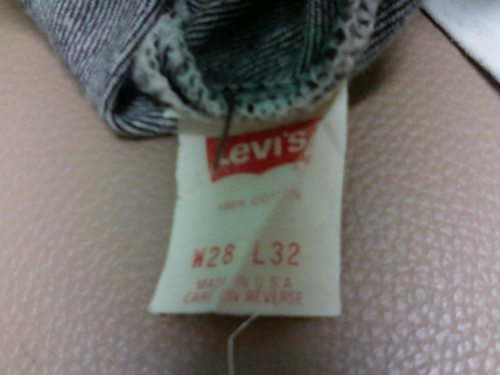 Levi's
100% COTTON
W28 L32
MADE IN U.S.A
CARE ON REVERSE